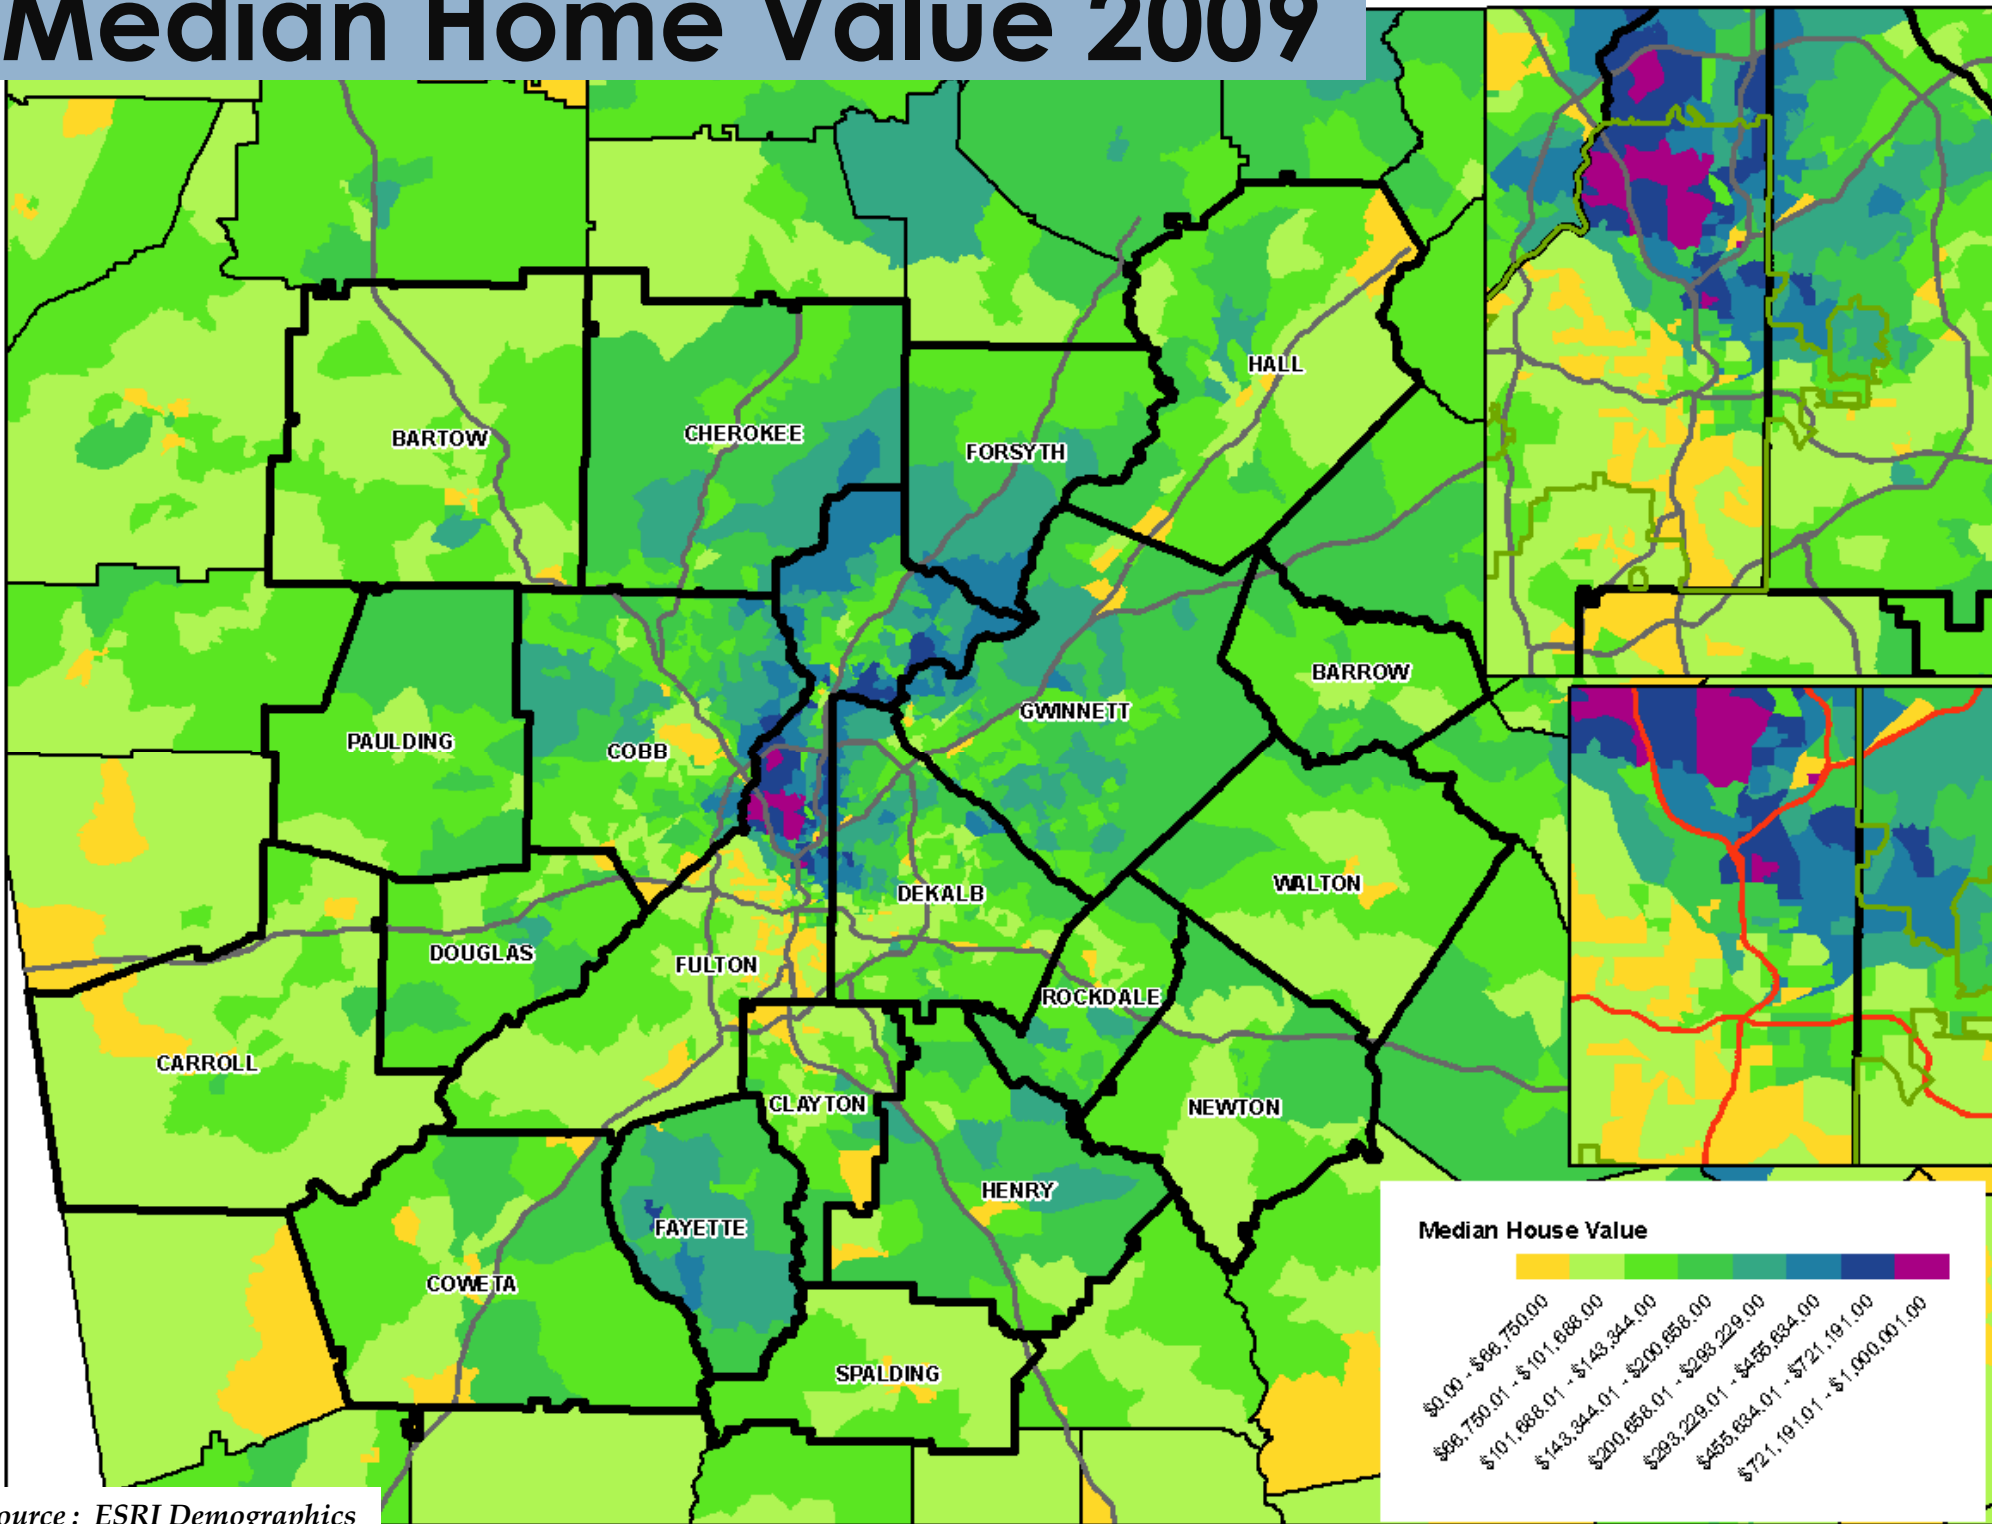 Median Home Value 2009
HALL
BARTOW
CHEROKEE
FORSYTH
BARROW
GWINNETT
PAULDING
COBB
WALTON
DEKALB
DOUGLAS
FULTON
ROCKDALE
CARROLL
CLAYTON
NEWTON
HENRY
FAYETTE
COWETA
SPALDING
Median House Value
$0.00 - $66,750.00
$66,750.01 - $101,688.00
$101,688.01 - $143,344.00
$143,344.01 - $200,658.00
$200,658.01 - $293,229.00
$293,229.01 - $455,634.00
$455,634.01 - $721,191.00
$721,191.01 - $1,000,001.00
ource : ESRI Demographics